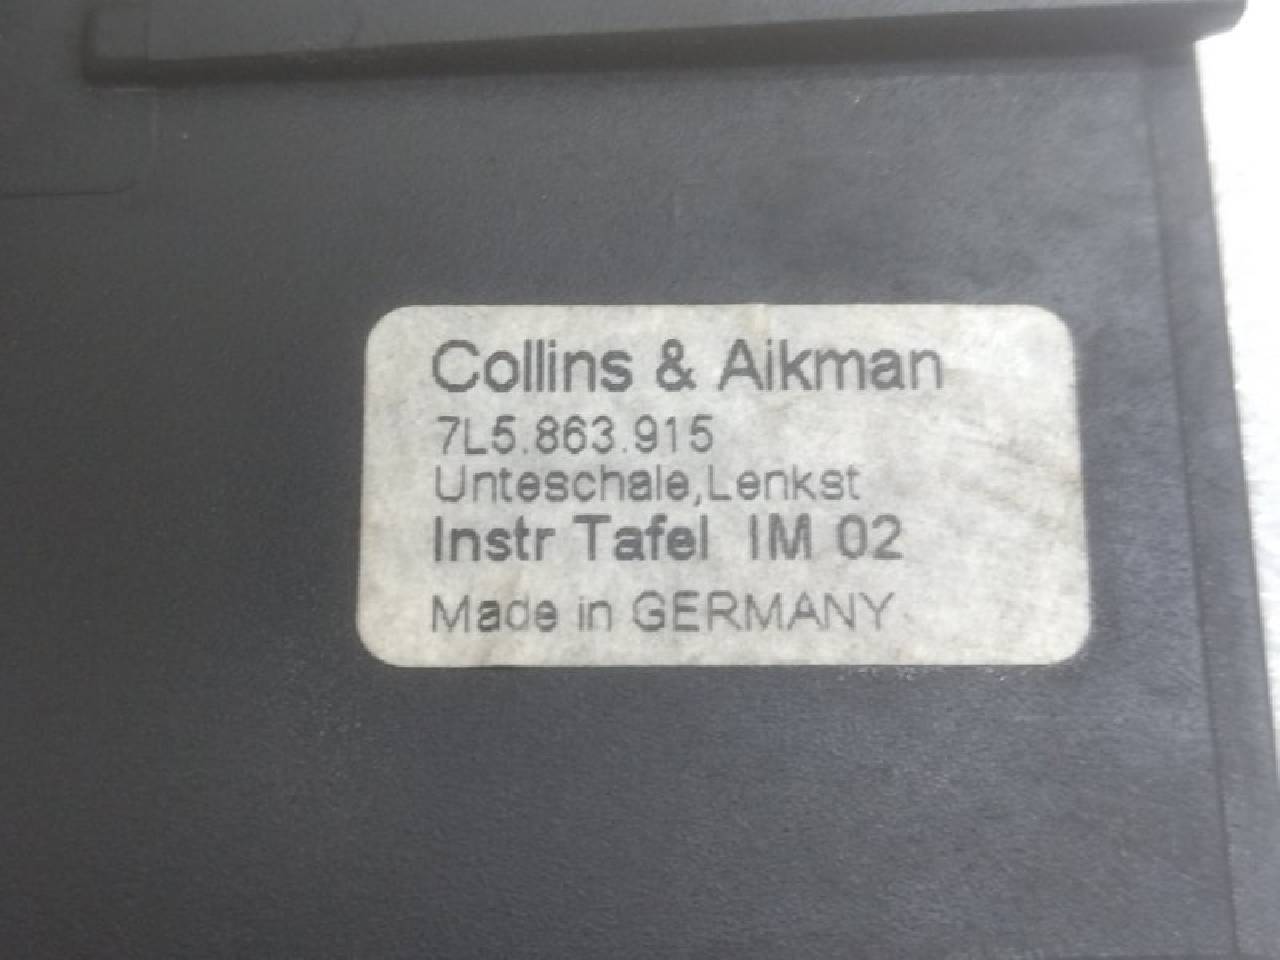 Collins & Aikman
7L5.863.915
Unteschale,Lenkst
Instr Tafel IM 02
Made in GERMANY